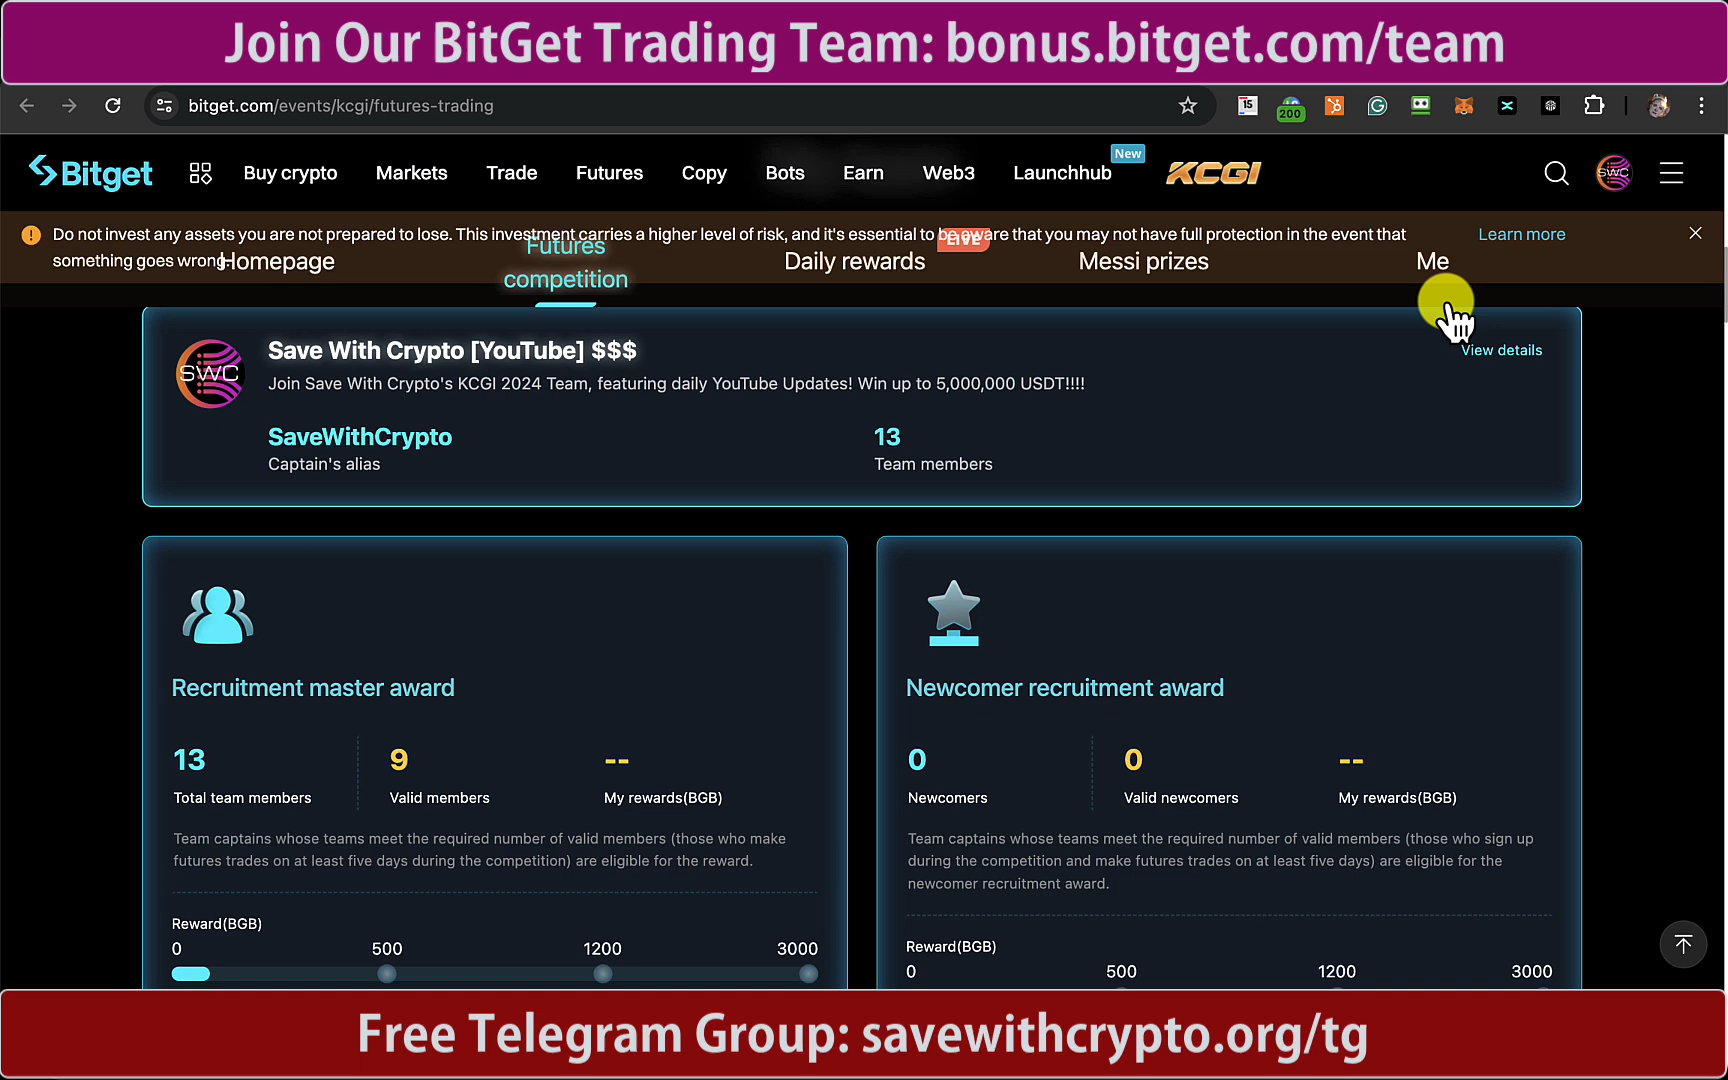 Join Our BitGet Trading Team: bonus.bitget.com/team
bitget.com/events/kcgi/futures-trading
15
200
Bitget
Buy crypto
Markets
Trade
Futures
Copy
Bots
Earn
Web3
Launchhub
New
KCGI
SWC
Do not invest any assets you are not prepared to lose. This investment carries a higher level of risk, and it's essential to be aware that you may not have full protection in the event that
something goes wrong.
Learn more
Homepage
Futures
competition
Daily rewards
LIVE
Messi prizes
Me
SWC
Save With Crypto [YouTube] $$$
View details
Join Save With Crypto's KCGI 2024 Team, featuring daily YouTube Updates! Win up to 5,000,000 USDT!!!!
SaveWithCrypto
Captain's alias
13
Team members
Recruitment master award
13
Total team members
9
Valid members
--
My rewards(BGB)
Team captains whose teams meet the required number of valid members (those who make
futures trades on at least five days during the competition) are eligible for the reward.
Reward(BGB)
0 500 1200 3000
Newcomer recruitment award
0
Newcomers
0
Valid newcomers
--
My rewards(BGB)
Team captains whose teams meet the required number of valid members (those who sign up
during the competition and make futures trades on at least five days) are eligible for the
newcomer recruitment award.
Reward(BGB)
0 500 1200 3000
Free Telegram Group: savewithcrypto.org/tg